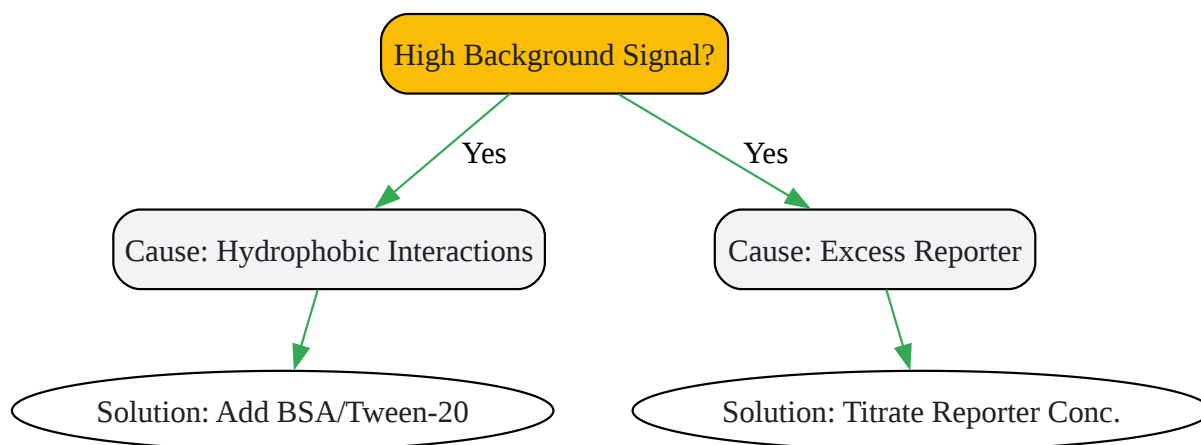 High Background Signal?
Yes
Yes
Cause: Hydrophobic Interactions
Cause: Excess Reporter
Solution: Add BSA/Tween-20
Solution: Titrate Reporter Conc.